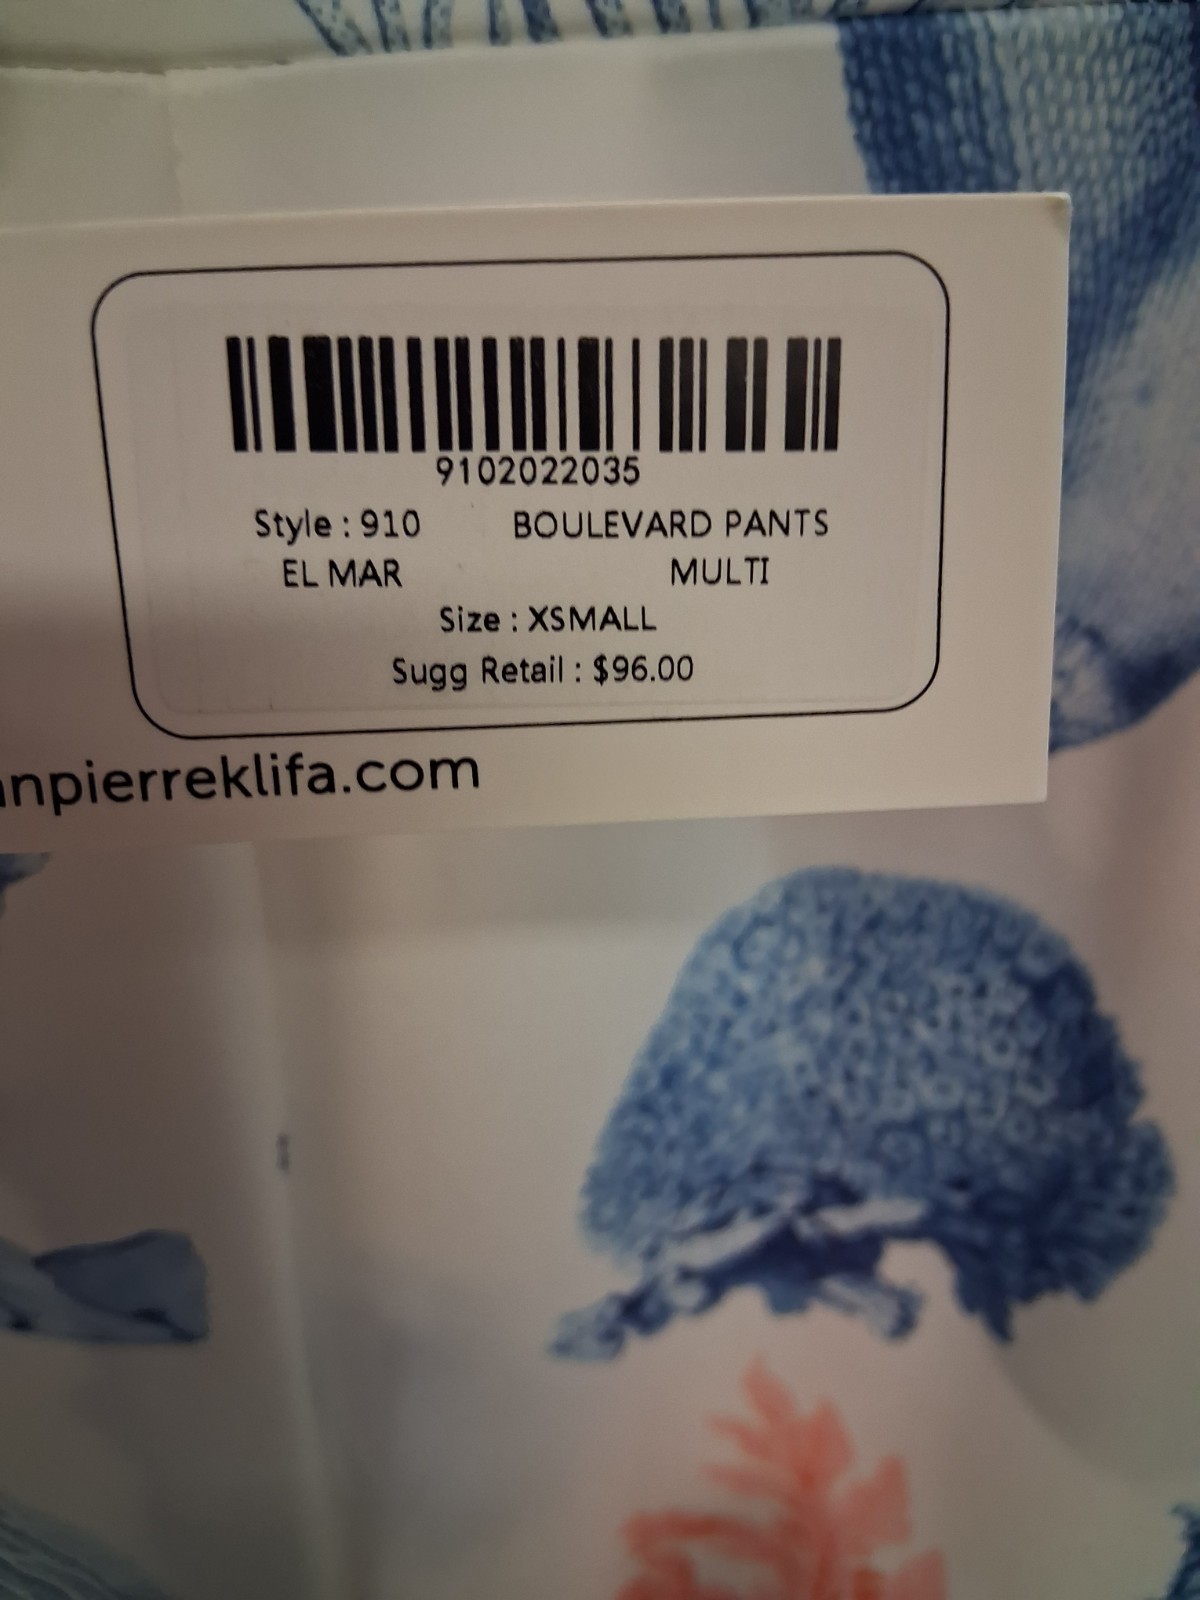 9102022035
Style : 910 BOULEVARD PANTS
EL MAR MULTI
Size : XSMALL
Sugg Retail : $96.00
npierreklifa.com